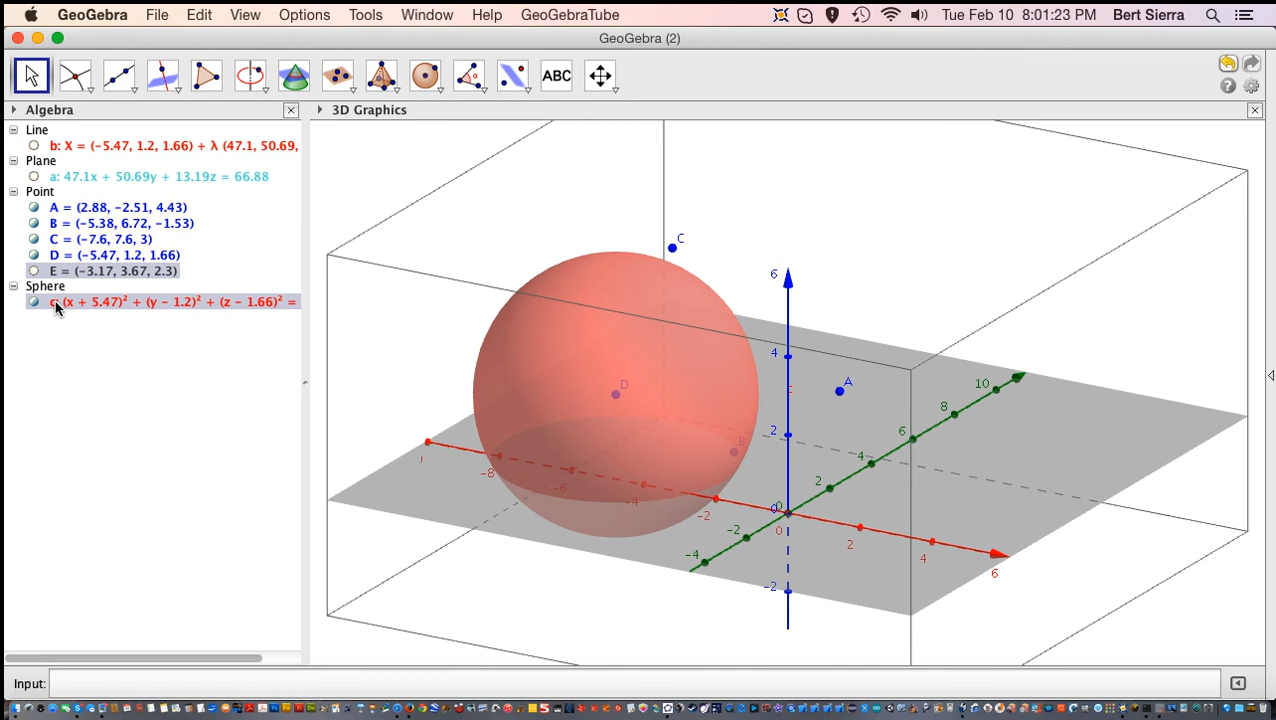 GeoGebra File Edit View Options Tools Window Help GeoGebraTube Tue Feb 10 8:01:23 PM Bert Sierra
GeoGebra (2)
ABC
Algebra
3D Graphics
Line
b: X = (-5.47, 1.2, 1.66) + λ (47.1, 50.69,
Plane
a: 47.1x + 50.69y + 13.19z = 66.88
Point
A = (2.88, -2.51, 4.43)
B = (-5.38, 6.72, -1.53)
C = (-7.6, 7.6, 3)
D = (-5.47, 1.2, 1.66)
E = (-3.17, 3.67, 2.3)
Sphere
c: (x + 5.47)² + (y - 1.2)² + (z - 1.66)² =
C
6
4
2
0
-2
D
A
B
10
8
6
4
2
0
-2
-4
-8
-6
-4
-2
0
2
4
6
Input: